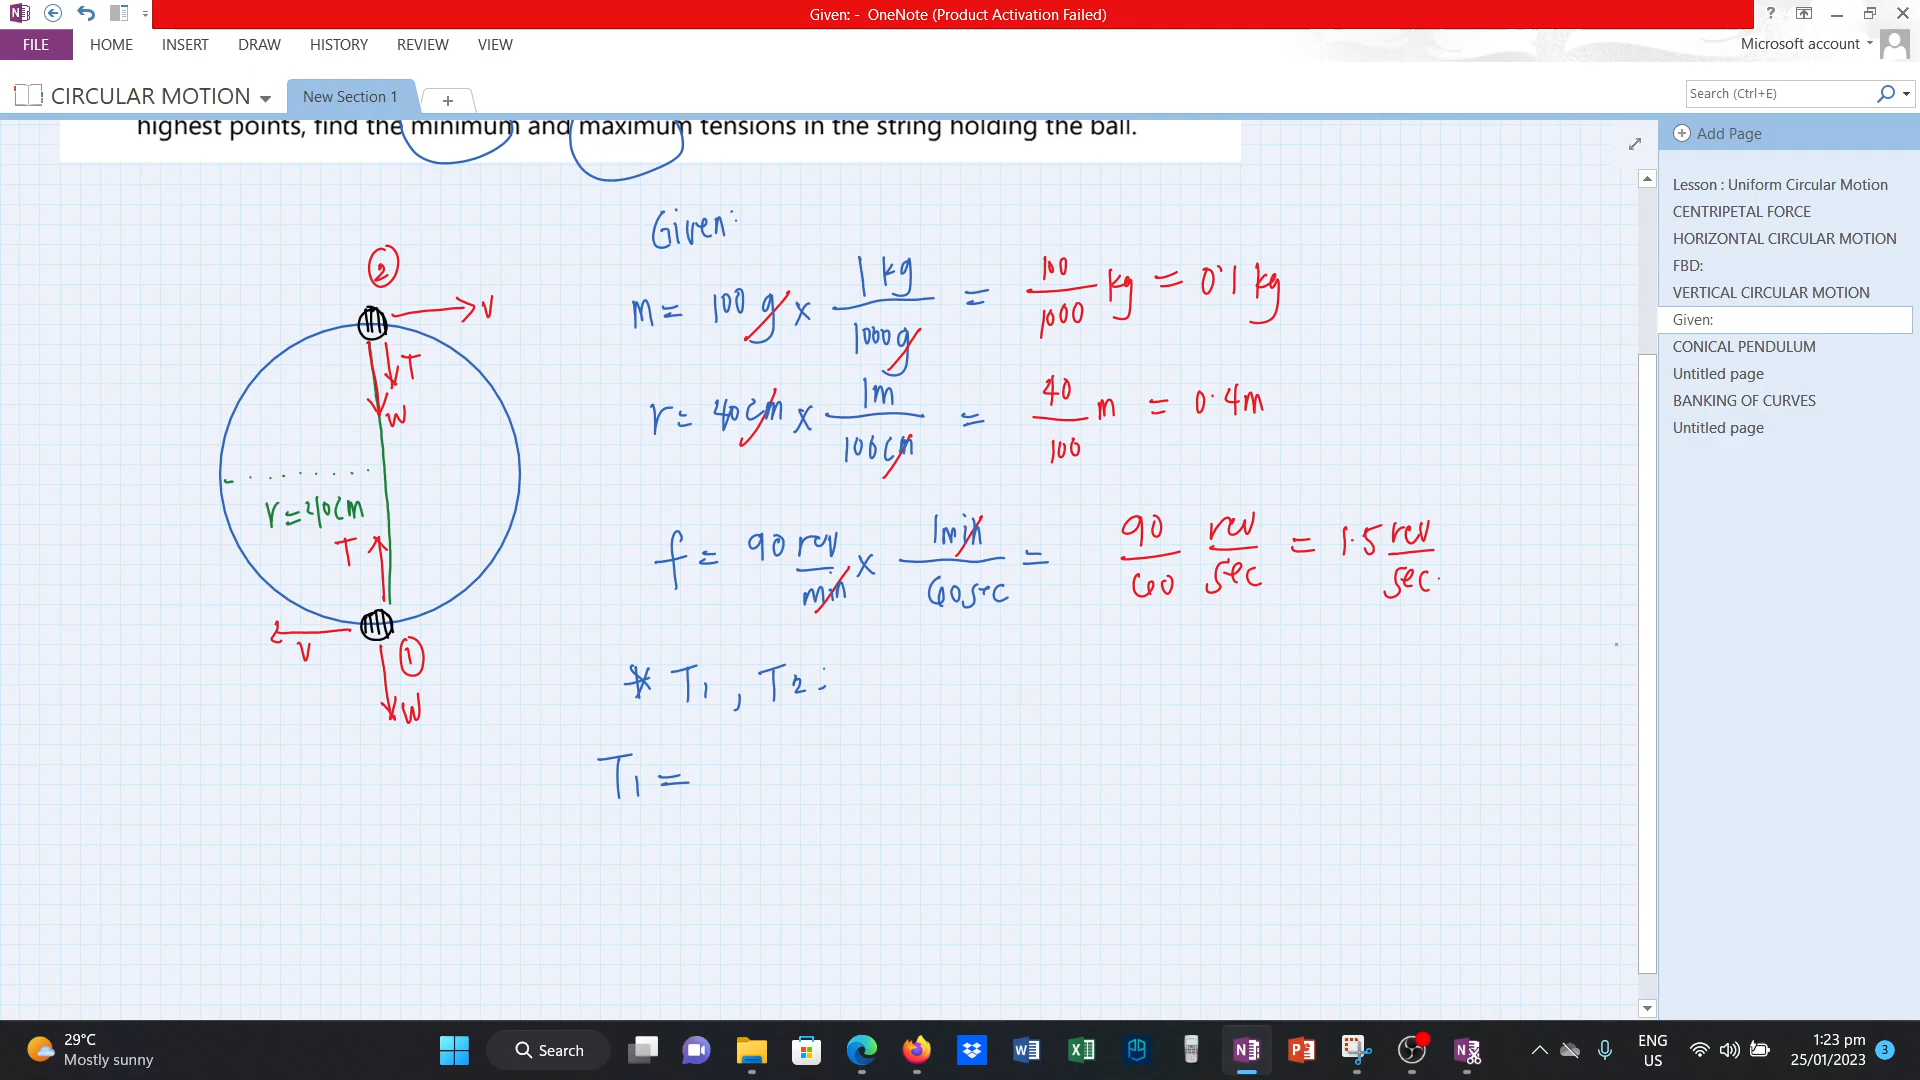 Given: - OneNote (Product Activation Failed)
FILE HOME INSERT DRAW HISTORY REVIEW VIEW
Microsoft account
CIRCULAR MOTION New Section 1 +
Search (Ctrl+E)
highest points, find the minimum and maximum tensions in the string holding the ball.
Add Page
Lesson : Uniform Circular Motion
CENTRIPETAL FORCE
HORIZONTAL CIRCULAR MOTION
FBD:
VERTICAL CIRCULAR MOTION
Given:
CONICAL PENDULUM
Untitled page
BANKING OF CURVES
Untitled page
Given:
m = 100 g x 1 kg / 1000 g = 100 / 1000 kg = 0.1 kg
r = 40 cm x 1m / 100 cm = 40 / 100 m = 0.4m
f = 90 rev / min x 1 min / 60 sec = 90 / 60 rev / sec = 1.5 rev / sec.
* T1 , T2 :
T1 =
2
V
T
W
r = 40cm
T
V
1
W
29°C
Mostly sunny
Search
ENG
US
1:23 pm
25/01/2023
3